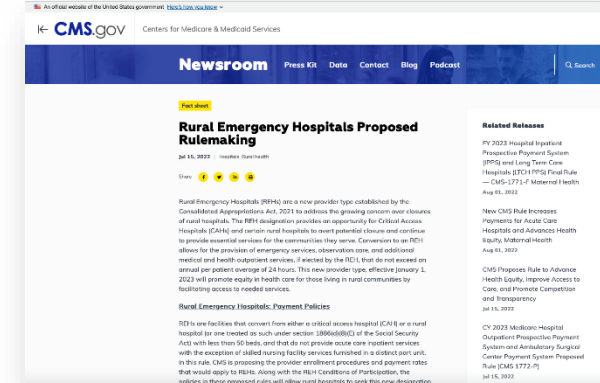 An official website of the United States government Here's how you know
CMS.gov Centers for Medicare & Medicaid Services
Newsroom Press Kit Data Contact Blog Podcast Search
Fact sheet
Rural Emergency Hospitals Proposed
Rulemaking
Jul 15, 2022 | Hospitals, Rural health
Share
Rural Emergency Hospitals (REHs) are a new provider type established by the
Consolidated Appropriations Act, 2021 to address the growing concern over closures
of rural hospitals. The REH designation provides an opportunity for Critical Access
Hospitals (CAHs) and certain rural hospitals to avert potential closure and continue
to provide essential services for the communities they serve. Conversion to an REH
allows for the provision of emergency services, observation care, and additional
medical and health outpatient services, if elected by the REH, that do not exceed an
annual per patient average of 24 hours. This new provider type, effective January 1,
2023 will promote equity in health care for those living in rural communities by
facilitating access to needed services.
Rural Emergency Hospitals: Payment Policies
REHs are facilities that convert from either a critical access hospital (CAH) or a rural
hospital (or one treated as such under section 1886(d)(8)(E) of the Social Security
Act) with less than 50 beds, and that do not provide acute care inpatient services
with the exception of skilled nursing facility services furnished in a distinct part unit.
In this rule, CMS is proposing the provider enrollment procedures and payment rates
that would apply to REHs. Along with the REH Conditions of Participation, the
policies in these proposed rules will allow rural hospitals to seek this new designation
Related Releases
FY 2023 Hospital Inpatient
Prospective Payment System
(IPPS) and Long Term Care
Hospitals (LTCH PPS) Final Rule
— CMS-1771-F Maternal Health
Aug 01, 2022
New CMS Rule Increases
Payments for Acute Care
Hospitals and Advances Health
Equity, Maternal Health
Aug 01, 2022
CMS Proposes Rule to Advance
Health Equity, Improve Access to
Care, and Promote Competition
and Transparency
Jul 15, 2022
CY 2023 Medicare Hospital
Outpatient Prospective Payment
System and Ambulatory Surgical
Center Payment System Proposed
Rule (CMS 1772-P)
Jul 15, 2022